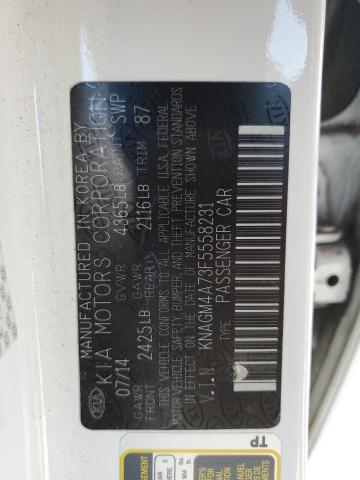 MANUFACTURED IN KOREA BY
KIA MOTORS CORPORATION
07/14 GVWR 4365LB PAINT SWP
GAWR FRONT 2425LB GAWR REAR 2116LB TRIM 87
THIS VEHICLE CONFORMS TO ALL APPLICABLE U.S.A. FEDERAL
MOTOR VEHICLE SAFETY, BUMPER, AND THEFT PREVENTION STANDARDS
IN EFFECT ON THE DATE OF MANUFACTURE SHOWN ABOVE.
V.I.N KNAGM4A73F5558231
TYPE PASSENGER CAR
KIA
TP